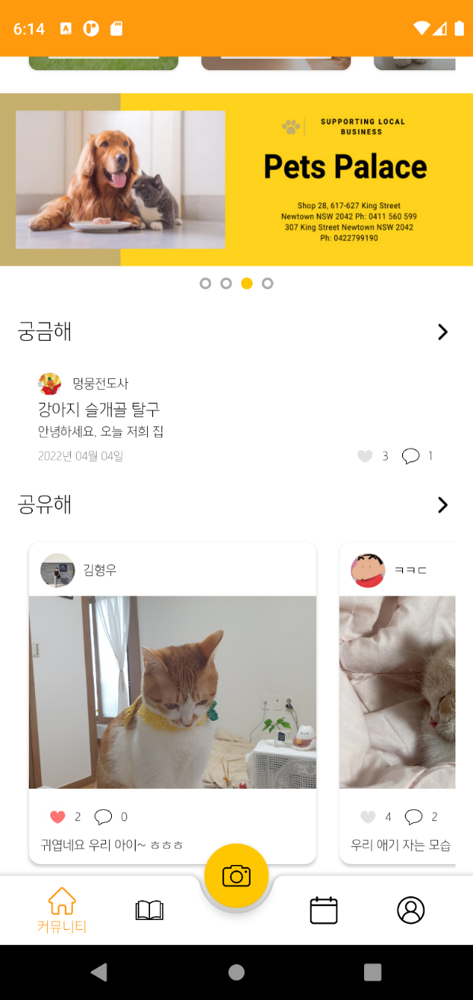 6:14
SUPPORTING LOCAL
BUSINESS
Pets Palace
Shop 28, 617-627 King Street
Newtown NSW 2042 Ph: 0411 560 599
307 King Street Newtown NSW 2042
Ph: 0422799190
궁금해
멍뭉전도사
강아지 슬개골 탈구
안녕하세요. 오늘 저희 집
2022년 04월 04일
3
1
공유해
김형우
ㅋㅋㄷ
2
0
4
2
귀엽네요 우리 아이~ ㅎㅎㅎ
우리 애기 자는 모습
커뮤니티